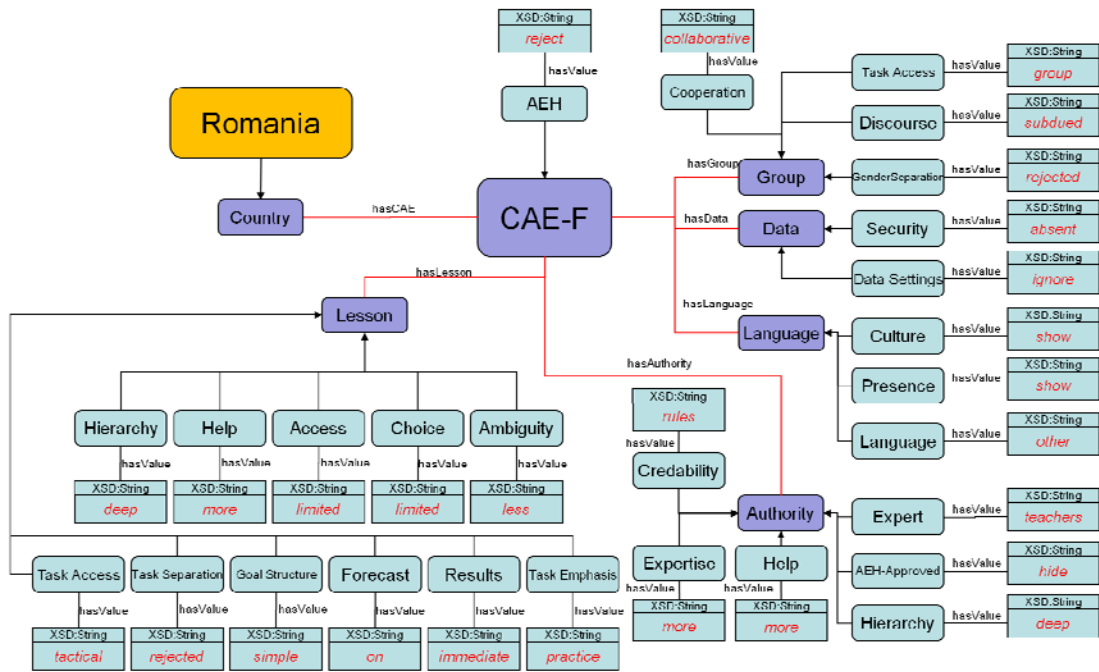 XSD:String
reject
hasValue
AEH
XSD:String
collaborative
hasValue
Cooperation
Task Access
hasValue
XSD:String
group
Discourse
hasValue
XSD:String
subdued
Romania
Country
hasCAE
CAE-F
hasGroup
Group
GenderSeparation
hasValue
XSD:String
rejected
hasData
Data
Security
hasValue
XSD:String
absent
Data Settings
hasValue
XSD:String
ignore
hasLesson
Lesson
hasLanguage
Language
Culture
hasValue
XSD:String
show
Presence
hasValue
XSD:String
show
Language
hasValue
XSD:String
other
hasAuthority
Hierarchy
Help
Access
Choice
Ambiguity
hasValue
hasValue
hasValue
hasValue
hasValue
XSD:String
XSD:String
XSD:String
XSD:String
XSD:String
deep
more
limited
limited
less
XSD:String
rules
hasValue
Credability
Authority
Expert
hasValue
XSD:String
teachers
Expertise
Help
AEH-Approved
hasValue
XSD:String
hide
hasValue
hasValue
XSD:String
XSD:String
more
more
Hierarchy
hasValue
XSD:String
deep
Task Access
Task Separation
Goal Structure
Forecast
Results
Task Emphasis
hasValue
hasValue
hasValue
hasValue
hasValue
hasValue
XSD:String
XSD:String
XSD:String
XSD:String
XSD:String
XSD:String
tactical
rejected
simple
on
immediate
practice